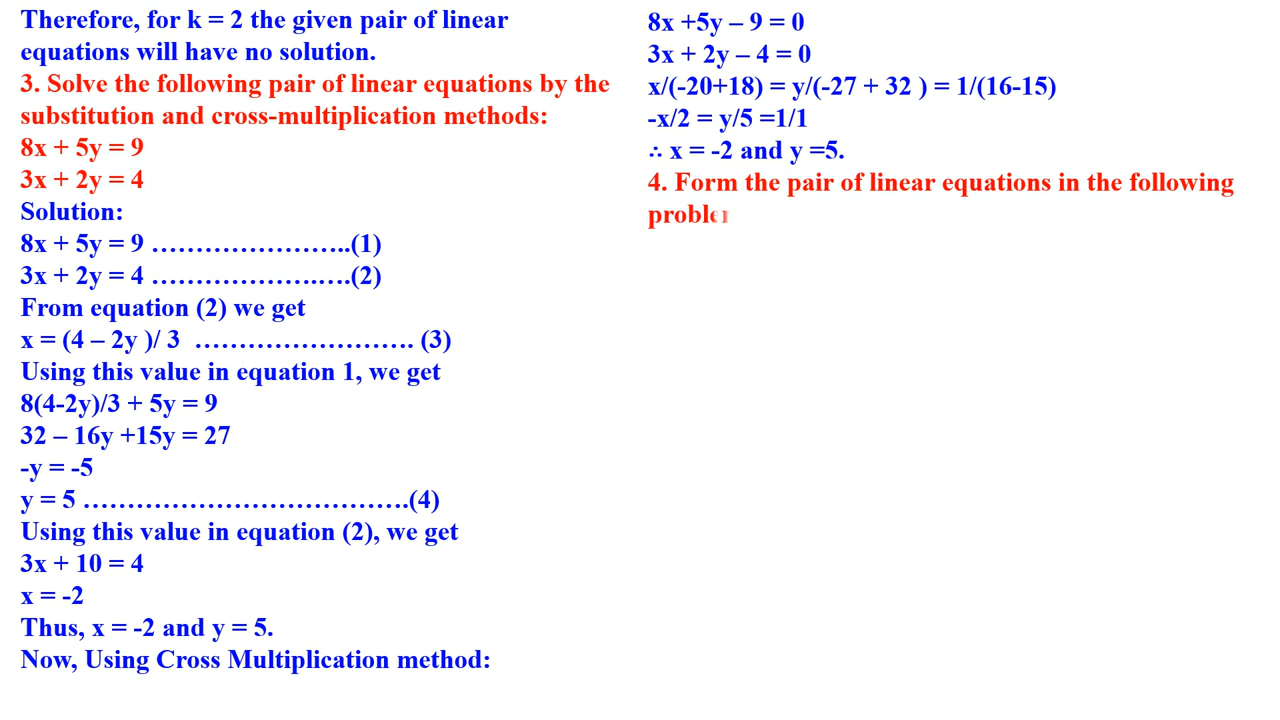 Therefore, for k = 2 the given pair of linear
equations will have no solution.
3. Solve the following pair of linear equations by the
substitution and cross-multiplication methods:
8x + 5y = 9
3x + 2y = 4
Solution:
8x + 5y = 9 …………………..(1)
3x + 2y = 4 ……………….….(2)
From equation (2) we get
x = (4 – 2y )/ 3  ……………………. (3)
Using this value in equation 1, we get
8(4-2y)/3 + 5y = 9
32 – 16y +15y = 27
-y = -5
y = 5 ……………………………….(4)
Using this value in equation (2), we get
3x + 10 = 4
x = -2
Thus, x = -2 and y = 5.
Now, Using Cross Multiplication method:
8x +5y – 9 = 0
3x + 2y – 4 = 0
x/(-20+18) = y/(-27 + 32 ) = 1/(16-15)
-x/2 = y/5 =1/1
∴ x = -2 and y =5.
4. Form the pair of linear equations in the following